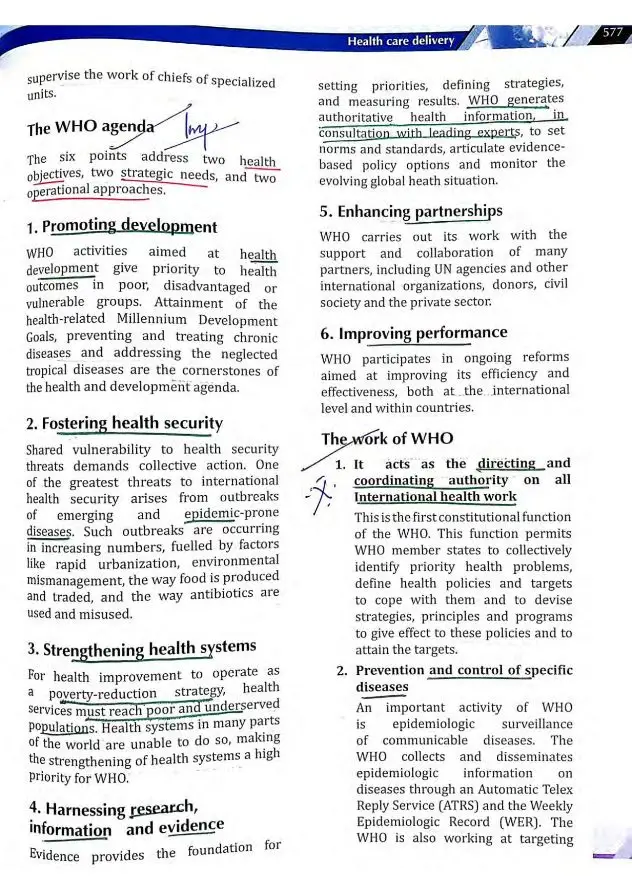 Health care delivery
577
supervise the work of chiefs of specialized
units.
The WHO agenda
Imp
The six points address two health
objectives, two strategic needs, and two
operational approaches.
1. Promoting development
WHO activities aimed at health
development give priority to health
outcomes in poor, disadvantaged or
vulnerable groups. Attainment of the
health-related Millennium Development
Goals, preventing and treating chronic
diseases and addressing the neglected
tropical diseases are the cornerstones of
the health and development agenda.
2. Fostering health security
Shared vulnerability to health security
threats demands collective action. One
of the greatest threats to international
health security arises from outbreaks
of emerging and epidemic-prone
diseases. Such outbreaks are occurring
in increasing numbers, fuelled by factors
like rapid urbanization, environmental
mismanagement, the way food is produced
and traded, and the way antibiotics are
used and misused.
3. Strengthening health systems
For health improvement to operate as
a poverty-reduction strategy, health
services must reach poor and underserved
populations. Health systems in many parts
of the world are unable to do so, making
the strengthening of health systems a high
priority for WHO.
4. Harnessing research,
information and evidence
Evidence provides the foundation for
setting priorities, defining strategies,
and measuring results. WHO generates
authoritative health information, in
consultation with leading experts, to set
norms and standards, articulate evidence-
based policy options and monitor the
evolving global heath situation.
5. Enhancing partnerships
WHO carries out its work with the
support and collaboration of many
partners, including UN agencies and other
international organizations, donors, civil
society and the private sector.
6. Improving performance
WHO participates in ongoing reforms
aimed at improving its efficiency and
effectiveness, both at the international
level and within countries.
The work of WHO
1. It acts as the directing and
coordinating authority on all
International health work
This is the first constitutional function
of the WHO. This function permits
WHO member states to collectively
identify priority health problems,
define health policies and targets
to cope with them and to devise
strategies, principles and programs
to give effect to these policies and to
attain the targets.
2. Prevention and control of specific
diseases
An important activity of WHO
is epidemiologic surveillance
of communicable diseases. The
WHO collects and disseminates
epidemiologic information on
diseases through an Automatic Telex
Reply Service (ATRS) and the Weekly
Epidemiologic Record (WER). The
WHO is also working at targeting